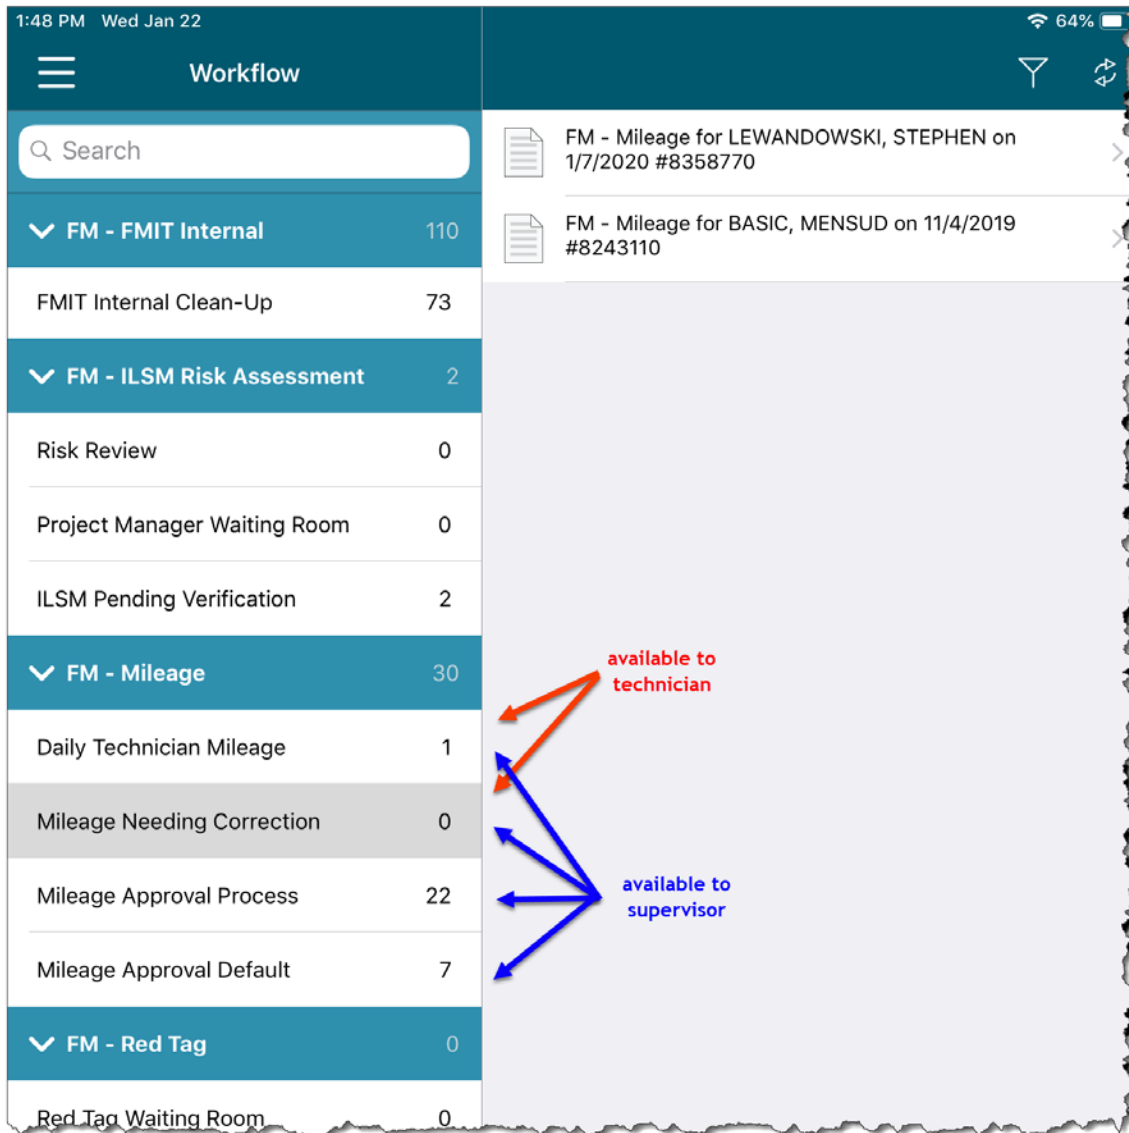 1:48 PM Wed Jan 22
64%
Workflow
Search
FM - FMIT Internal 110
FMIT Internal Clean-Up 73
FM - ILSM Risk Assessment 2
Risk Review 0
Project Manager Waiting Room 0
ILSM Pending Verification 2
FM - Mileage 30
Daily Technician Mileage 1
Mileage Needing Correction 0
Mileage Approval Process 22
Mileage Approval Default 7
FM - Red Tag 0
Red Tag Waiting Room 0
FM - Mileage for LEWANDOWSKI, STEPHEN on
1/7/2020 #8358770
FM - Mileage for BASIC, MENSUD on 11/4/2019
#8243110
available to
technician
available to
supervisor